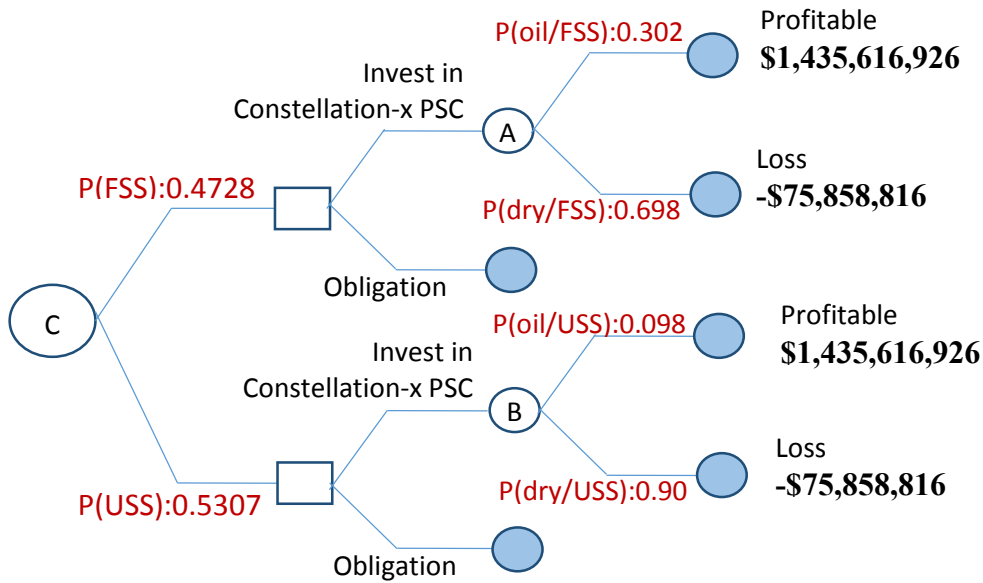 P(oil/FSS):0.302
Profitable
$1,435,616,926
Invest in
Constellation-x PSC
A
Loss
-$75,858,816
P(FSS):0.4728
P(dry/FSS):0.698
Obligation
C
P(oil/USS):0.098
Profitable
$1,435,616,926
Invest in
Constellation-x PSC
B
Loss
-$75,858,816
P(USS):0.5307
P(dry/USS):0.90
Obligation